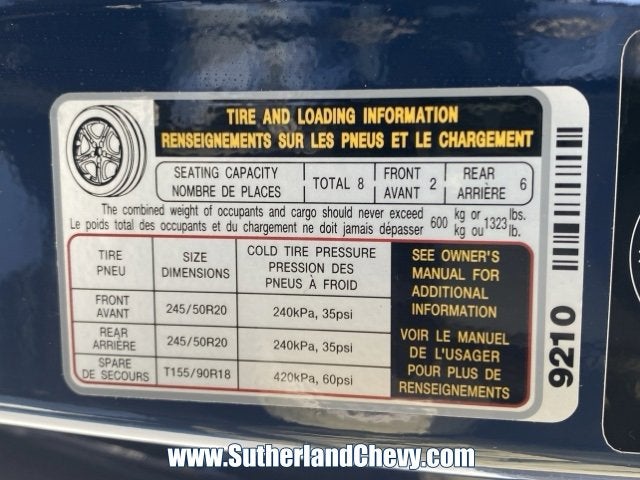 TIRE AND LOADING INFORMATION
RENSEIGNEMENTS SUR LES PNEUS ET LE CHARGEMENT
SEATING CAPACITY
NOMBRE DE PLACES
TOTAL 8
FRONT
AVANT 2
REAR
ARRIÈRE 6
The combined weight of occupants and cargo should never exceed 600 kg or 1323 lbs.
Le poids total des occupants et du chargement ne doit jamais dépasser kg ou lb.
TIRE
PNEU
SIZE
DIMENSIONS
COLD TIRE PRESSURE
PRESSION DES
PNEUS À FROID
FRONT
AVANT
245/50R20
240kPa, 35psi
REAR
ARRIÈRE
245/50R20
240kPa, 35psi
SPARE
DE SECOURS
T155/90R18
420kPa, 60psi
SEE OWNER'S
MANUAL FOR
ADDITIONAL
INFORMATION
VOIR LE MANUEL
DE L'USAGER
POUR PLUS DE
RENSEIGNEMENTS
9210
www.SutherlandChevy.com